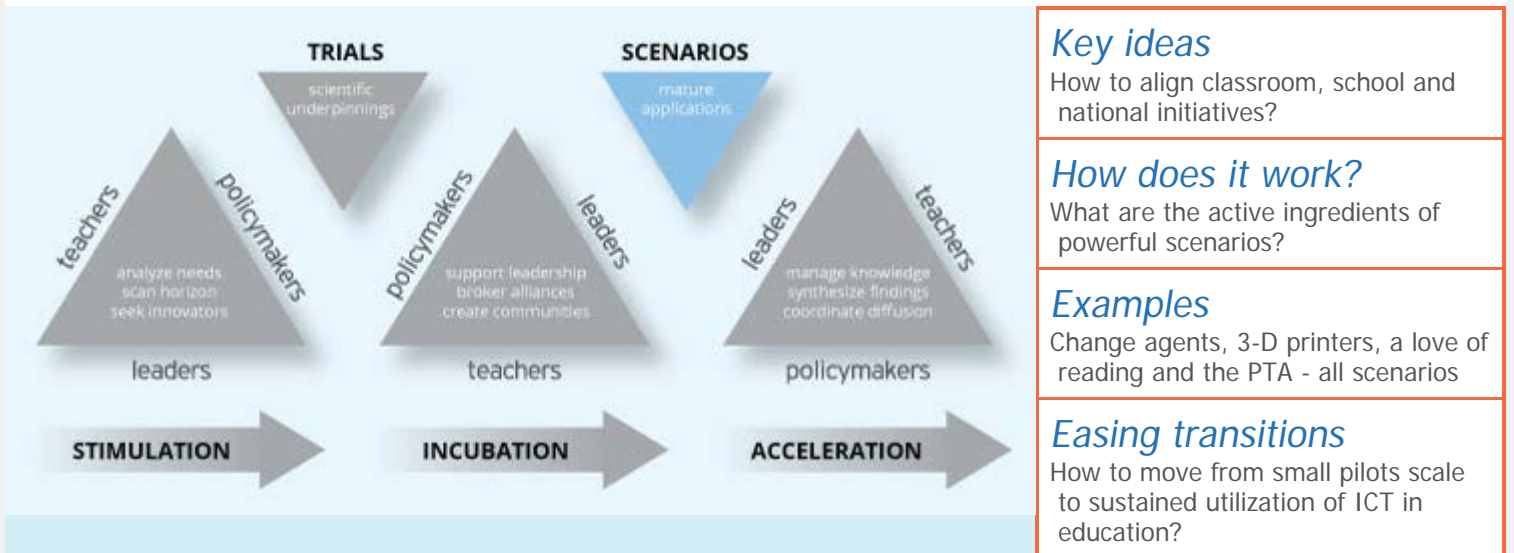 TRIALS
scientific
underpinnings
SCENARIOS
mature
applications
teachers
policymakers
analyze needs
scan horizon
seek innovators
leaders
policymakers
leaders
support leadership
broker alliances
create communities
teachers
leaders
teachers
manage knowledge
synthesize findings
coordinate diffusion
policymakers
STIMULATION
INCUBATION
ACCELERATION
Key ideas
How to align classroom, school and
national initiatives?
How does it work?
What are the active ingredients of
powerful scenarios?
Examples
Change agents, 3-D printers, a love of
reading and the PTA - all scenarios
Easing transitions
How to move from small pilots scale
to sustained utilization of ICT in
education?